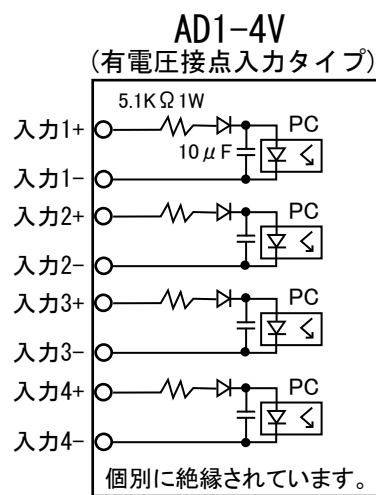 AD1-4V
(有電圧接点入力タイプ)
5.1KΩ1W
入力1+
PC
10μF
入力1-
入力2+
PC
入力2-
入力3+
PC
入力3-
入力4+
PC
入力4-
個別に絶縁されています。